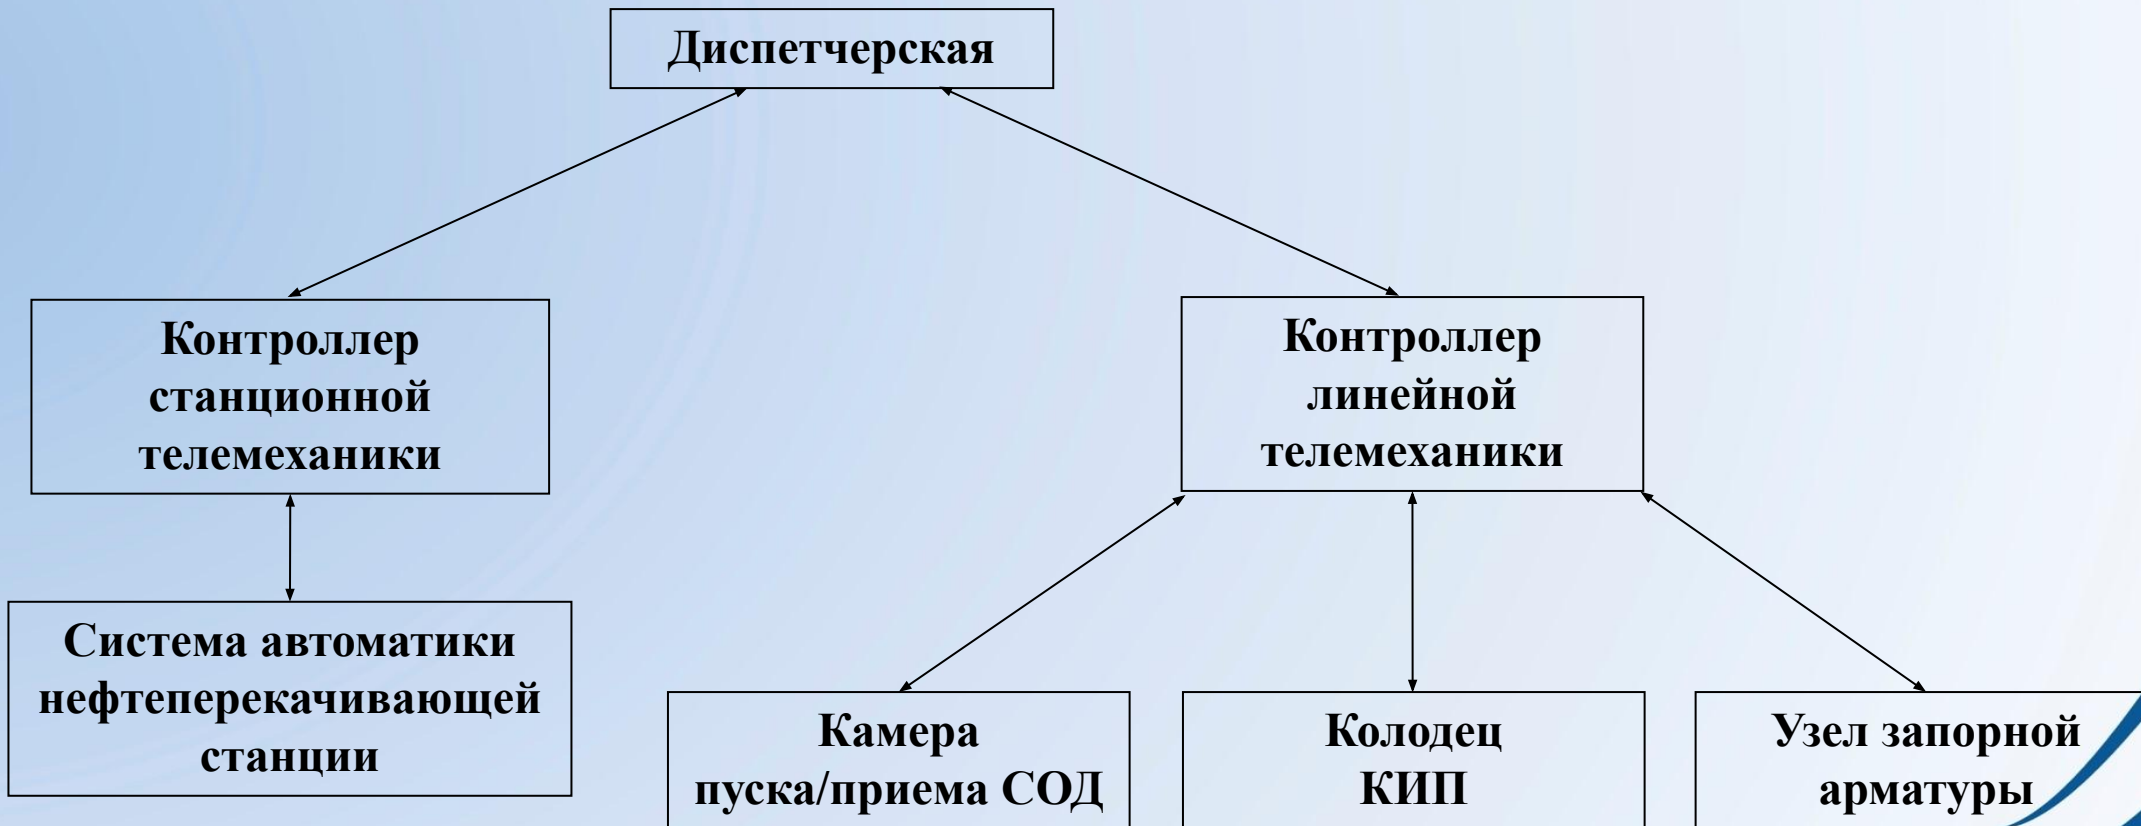 Диспетчерская
Контроллер
станционной
телемеханики
Контроллер
линейной
телемеханики
Система автоматики
нефтеперекачивающей
станции
Камера
пуска/приема СОД
Колодец
КИП
Узел запорной
арматуры